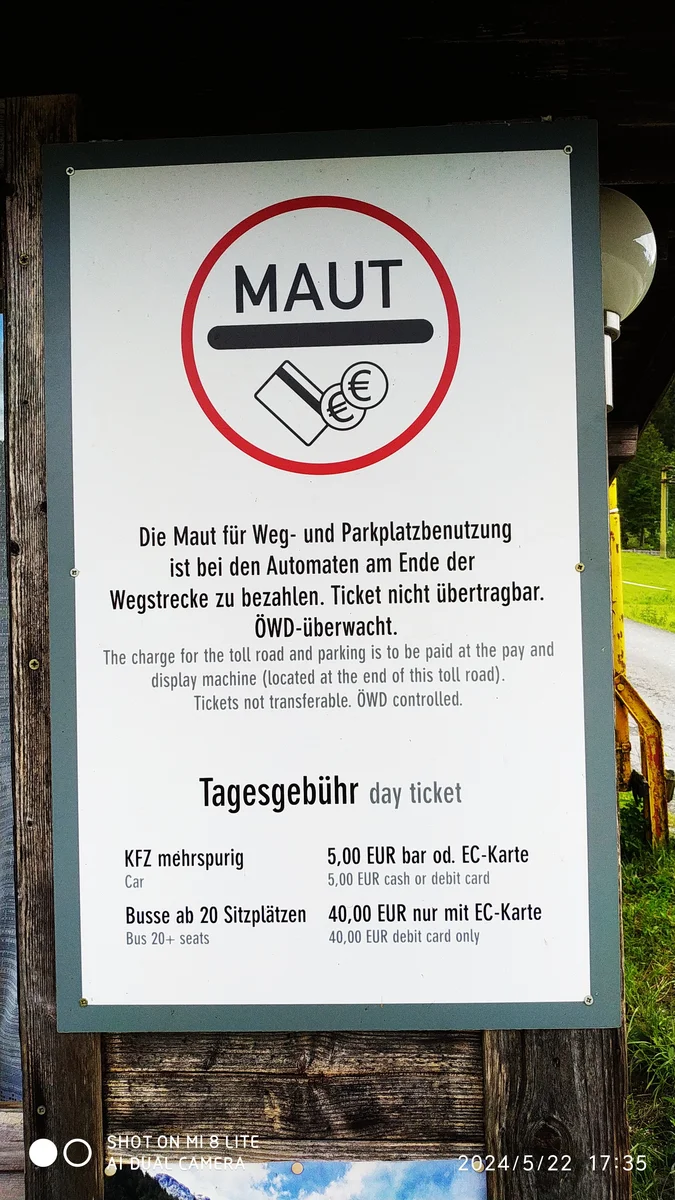 MAUT
€ €
Die Maut für Weg- und Parkplatzbenutzung
ist bei den Automaten am Ende der
Wegstrecke zu bezahlen. Ticket nicht übertragbar.
ÖWD-überwacht.
The charge for the toll road and parking is to be paid at the pay and
display machine (located at the end of this toll road).
Tickets not transferable. ÖWD controlled.
Tagesgebühr day ticket
KFZ mehrspurig 5,00 EUR bar od. EC-Karte
Car 5,00 EUR cash or debit card
Busse ab 20 Sitzplätzen 40,00 EUR nur mit EC-Karte
Bus 20+ seats 40,00 EUR debit card only
SHOT ON MI 8 LITE
AI DUAL CAMERA 2024/5/22 17:35